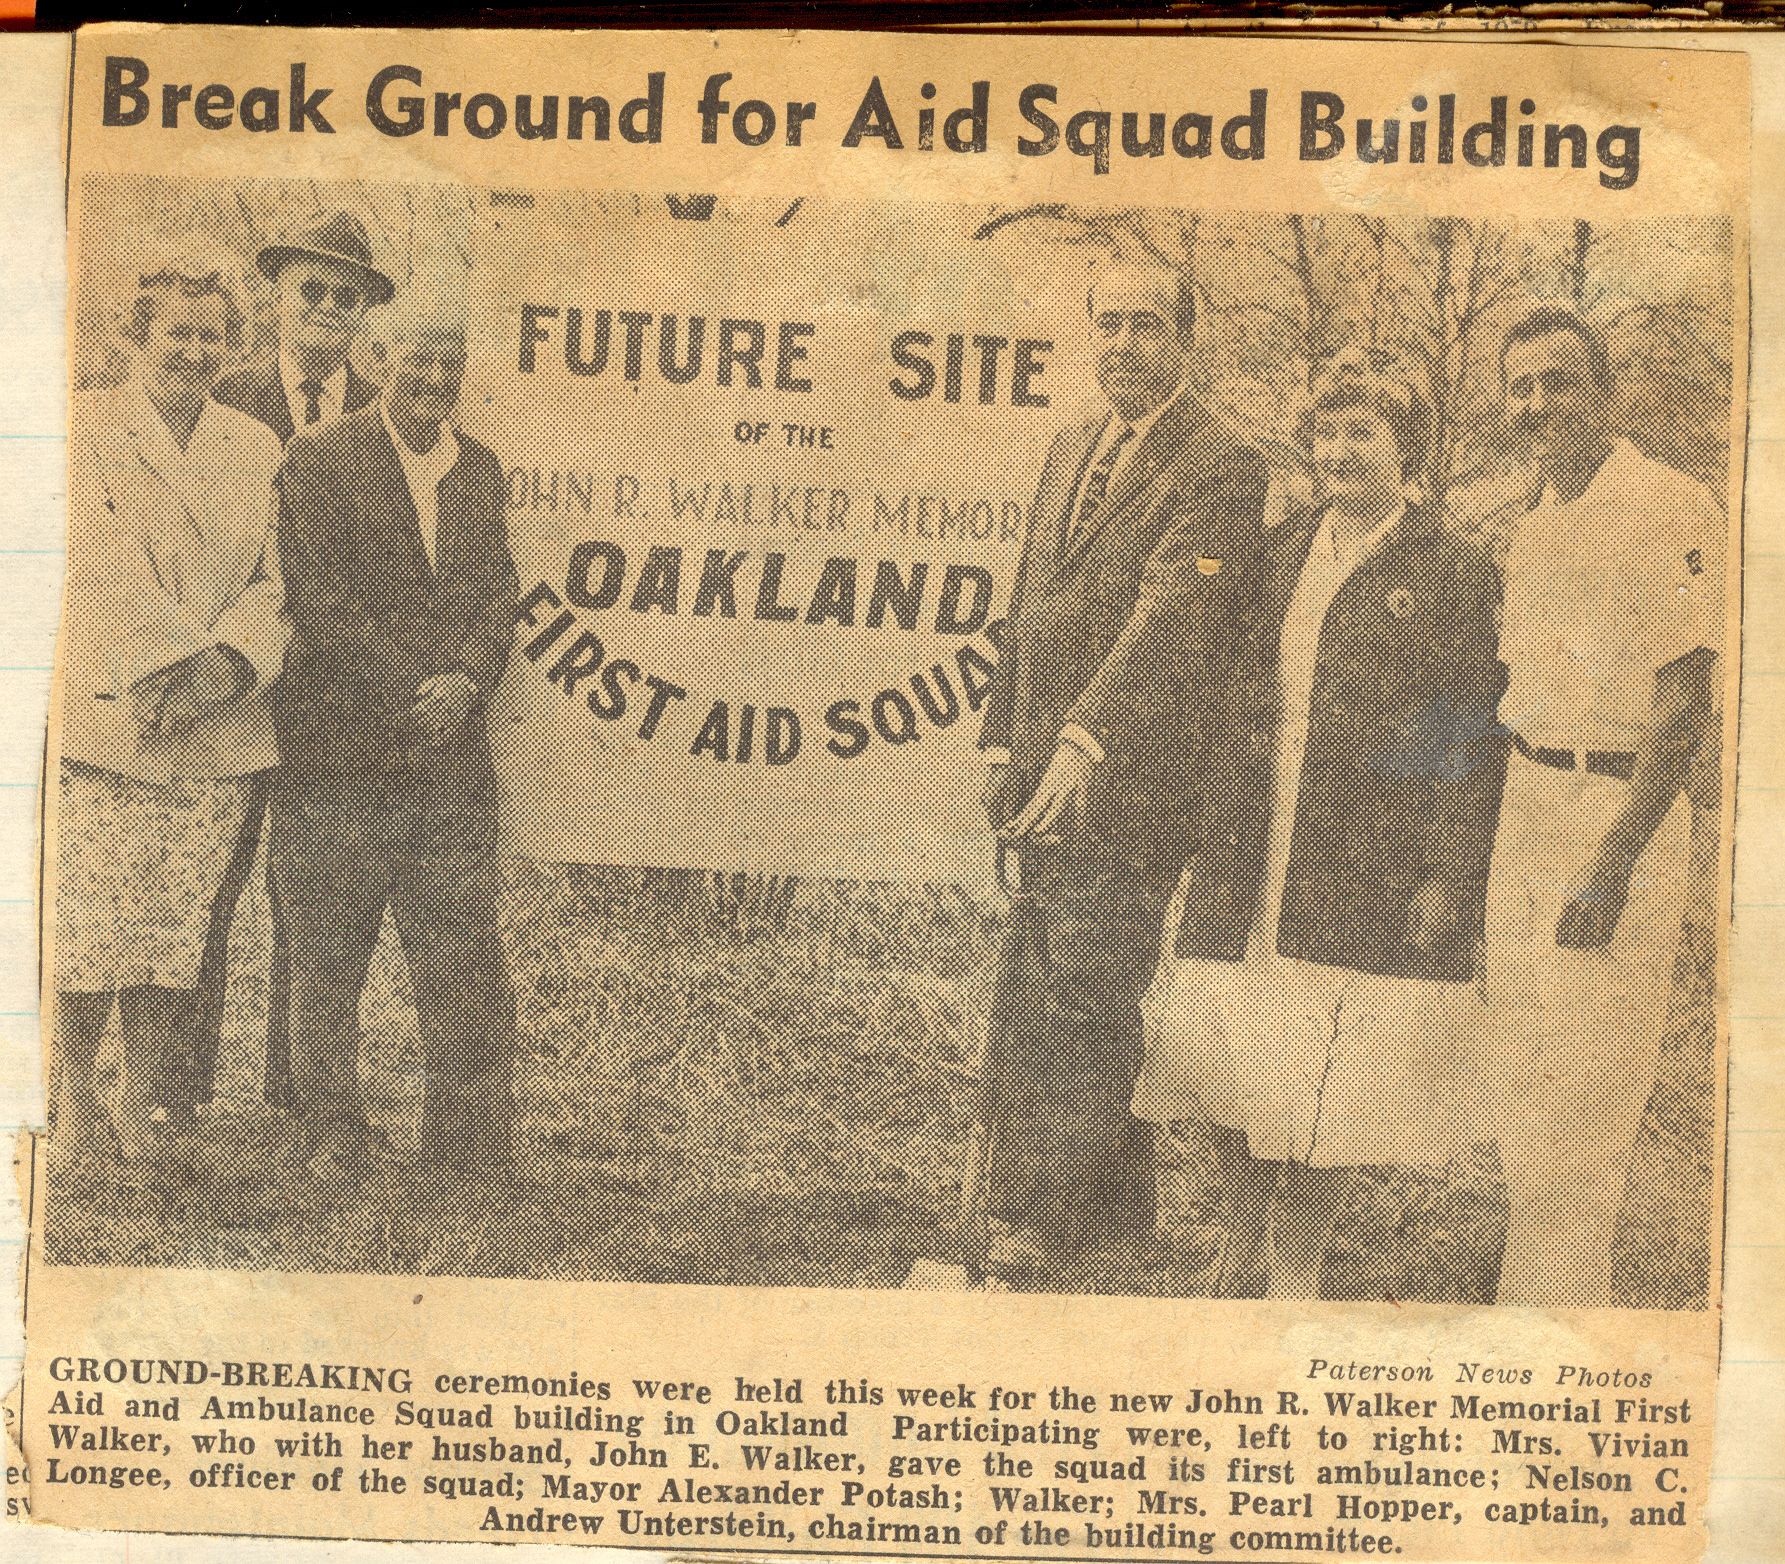 Break Ground for Aid Squad Building
FUTURE SITE
OF THE
OHN R. WALKER MEMOR
OAKLAND
FIRST AID SQUA
Paterson News Photos
GROUND-BREAKING ceremonies were held this week for the new John R. Walker Memorial First
Aid and Ambulance Squad building in Oakland Participating were, left to right: Mrs. Vivian
Walker, who with her husband, John E. Walker, gave the squad its first ambulance; Nelson C.
Longee, officer of the squad; Mayor Alexander Potash; Walker; Mrs. Pearl Hopper, captain, and
Andrew Unterstein, chairman of the building committee.